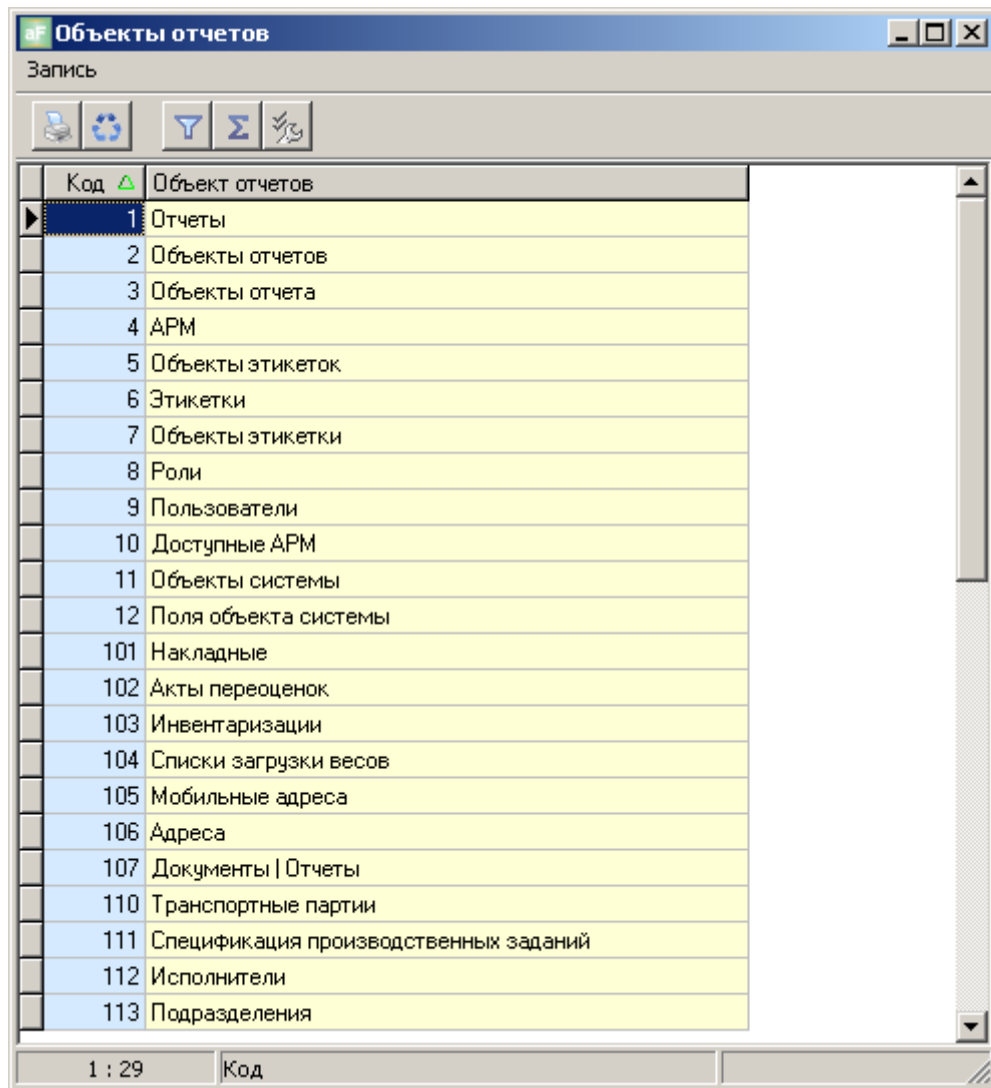 aF Объекты отчетов
Запись
Σ
Код Объект отчетов
1 Отчеты
2 Объекты отчетов
3 Объекты отчета
4 АРМ
5 Объекты этикеток
6 Этикетки
7 Объекты этикетки
8 Роли
9 Пользователи
10 Доступные АРМ
11 Объекты системы
12 Поля объекта системы
101 Накладные
102 Акты переоценок
103 Инвентаризации
104 Списки загрузки весов
105 Мобильные адреса
106 Адреса
107 Документы | Отчеты
110 Транспортные партии
111 Спецификация производственных заданий
112 Исполнители
113 Подразделения
1 : 29 Код